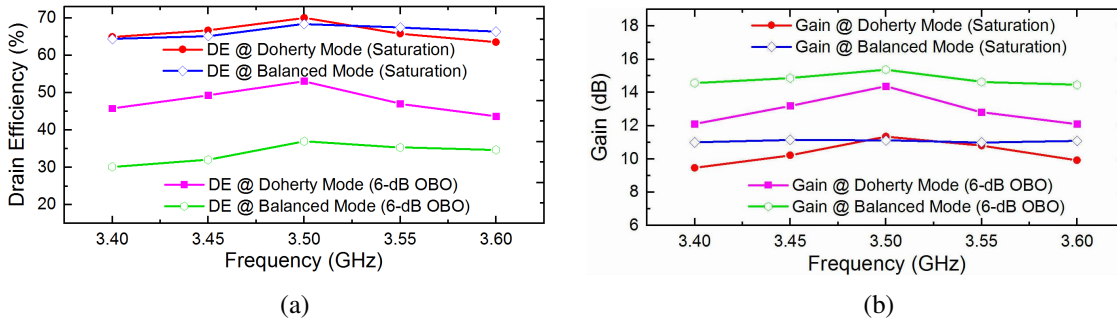 Drain Efficiency (%)
70
60
50
40
30
20
DE @ Doherty Mode (Saturation)
DE @ Balanced Mode (Saturation)
DE @ Doherty Mode (6-dB OBO)
DE @ Balanced Mode (6-dB OBO)
3.40 3.45 3.50 3.55 3.60
Frequency (GHz)
(a)
Gain (dB)
18
16
14
12
10
8
6
Gain @ Doherty Mode (Saturation)
Gain @ Balanced Mode (Saturation)
Gain @ Doherty Mode (6-dB OBO)
Gain @ Balanced Mode (6-dB OBO)
3.40 3.45 3.50 3.55 3.60
Frequency (GHz)
(b)